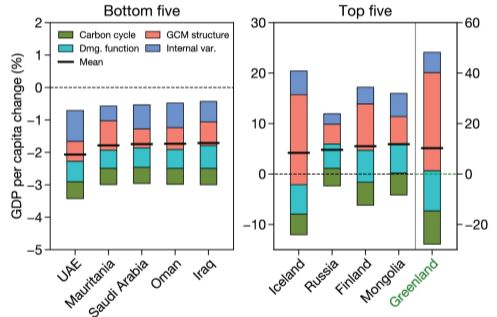 Bottom five
Top five
GDP per capita change (%)
2
1
0
−1
−2
−3
−4
−5
Carbon cycle
GCM structure
Dmg. function
Internal var.
Mean
UAE
Mauritania
Saudi Arabia
Oman
Iraq
30
20
10
0
−10
60
40
20
0
−20
Iceland
Russia
Finland
Mongolia
Greenland